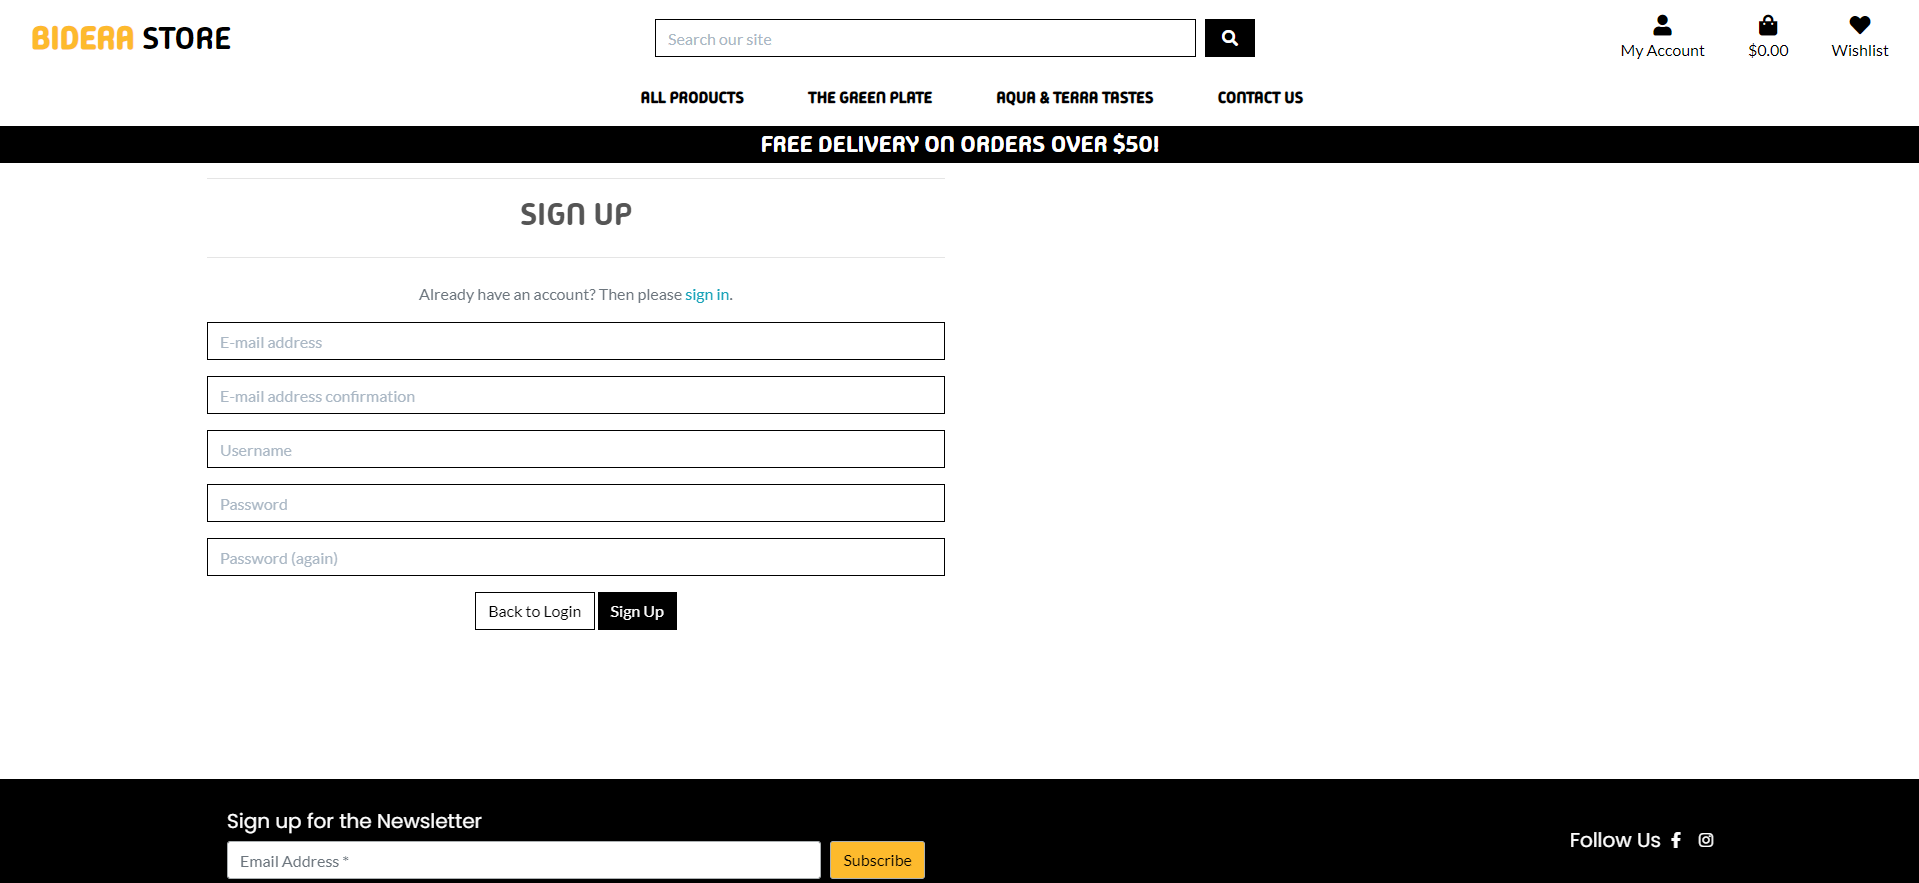 BIDERA STORE
Search our site
My Account
$0.00
Wishlist
ALL PRODUCTS
THE GREEN PLATE
AQUA & TERRA TASTES
CONTACT US
FREE DELIVERY ON ORDERS OVER $50!
SIGN UP
Already have an account? Then please sign in.
E-mail address
E-mail address confirmation
Username
Password
Password (again)
Back to Login
Sign Up
Sign up for the Newsletter
Email Address *
Subscribe
Follow Us